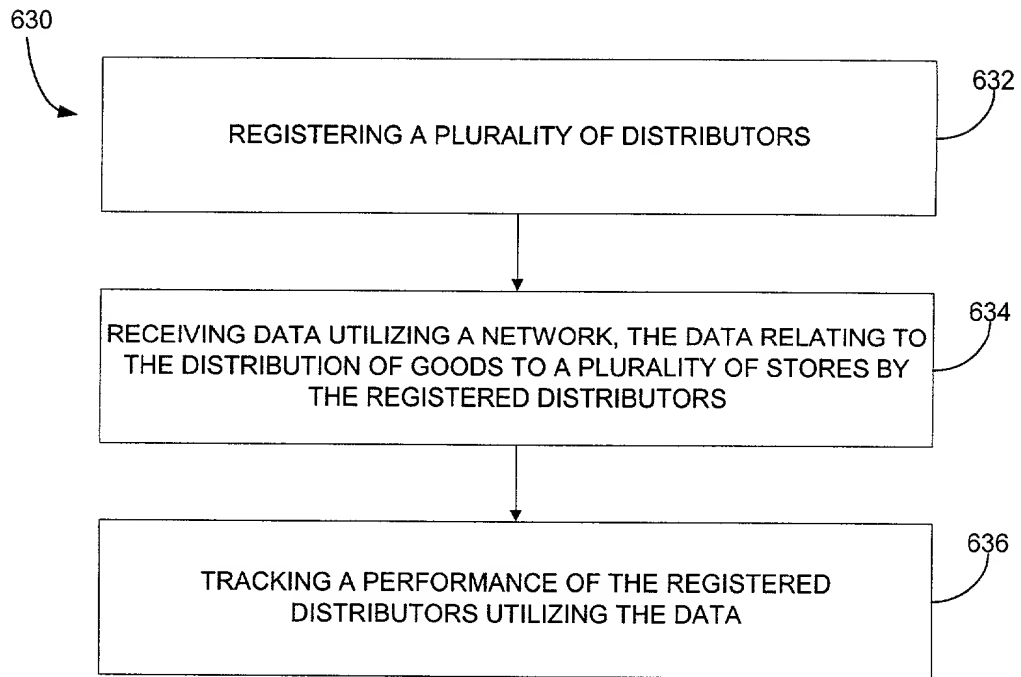 630
632
REGISTERING A PLURALITY OF DISTRIBUTORS
634
RECEIVING DATA UTILIZING A NETWORK, THE DATA RELATING TO
THE DISTRIBUTION OF GOODS TO A PLURALITY OF STORES BY
THE REGISTERED DISTRIBUTORS
636
TRACKING A PERFORMANCE OF THE REGISTERED
DISTRIBUTORS UTILIZING THE DATA